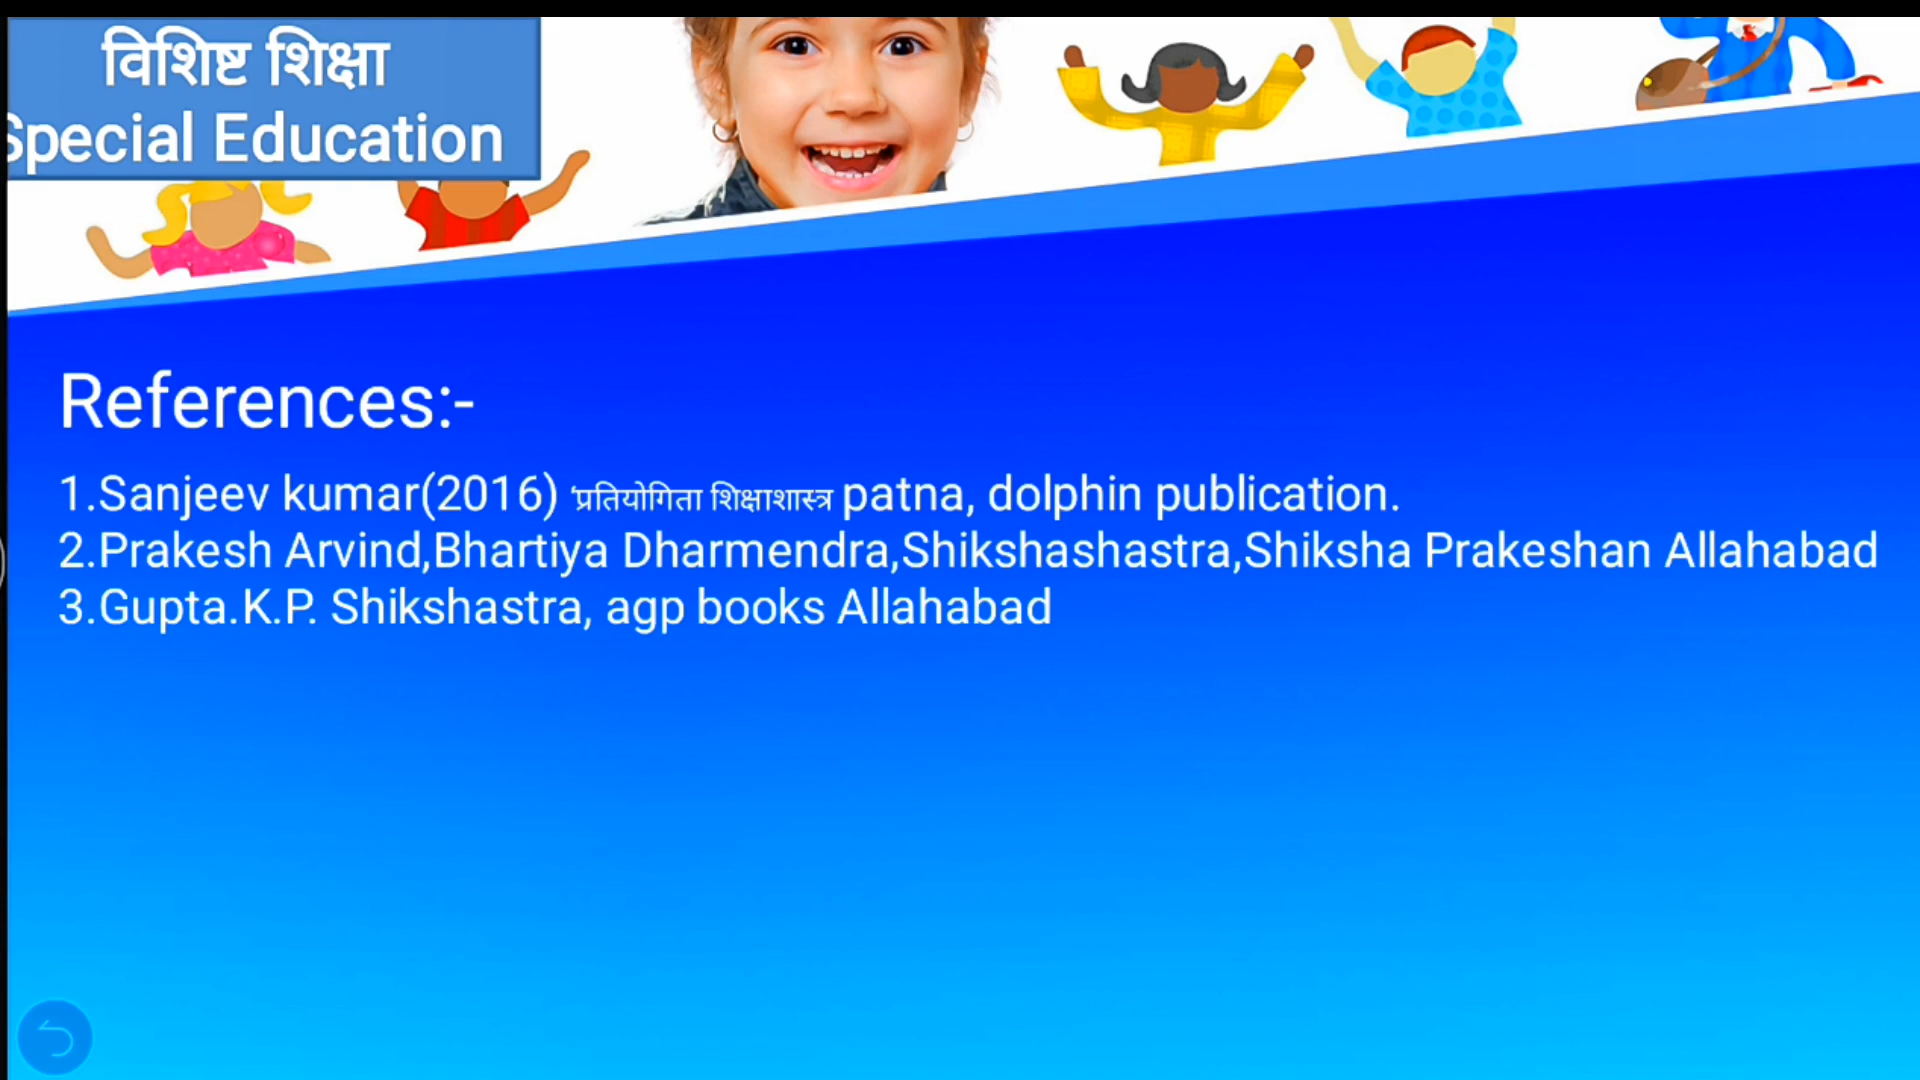 विशिष्ट शिक्षा
Special Education
References:-
1.Sanjeev kumar(2016) 'प्रतियोगिता शिक्षाशास्त्र patna, dolphin publication.
2.Prakesh Arvind,Bhartiya Dharmendra,Shikshashastra,Shiksha Prakeshan Allahabad
3.Gupta.K.P. Shikshastra, agp books Allahabad